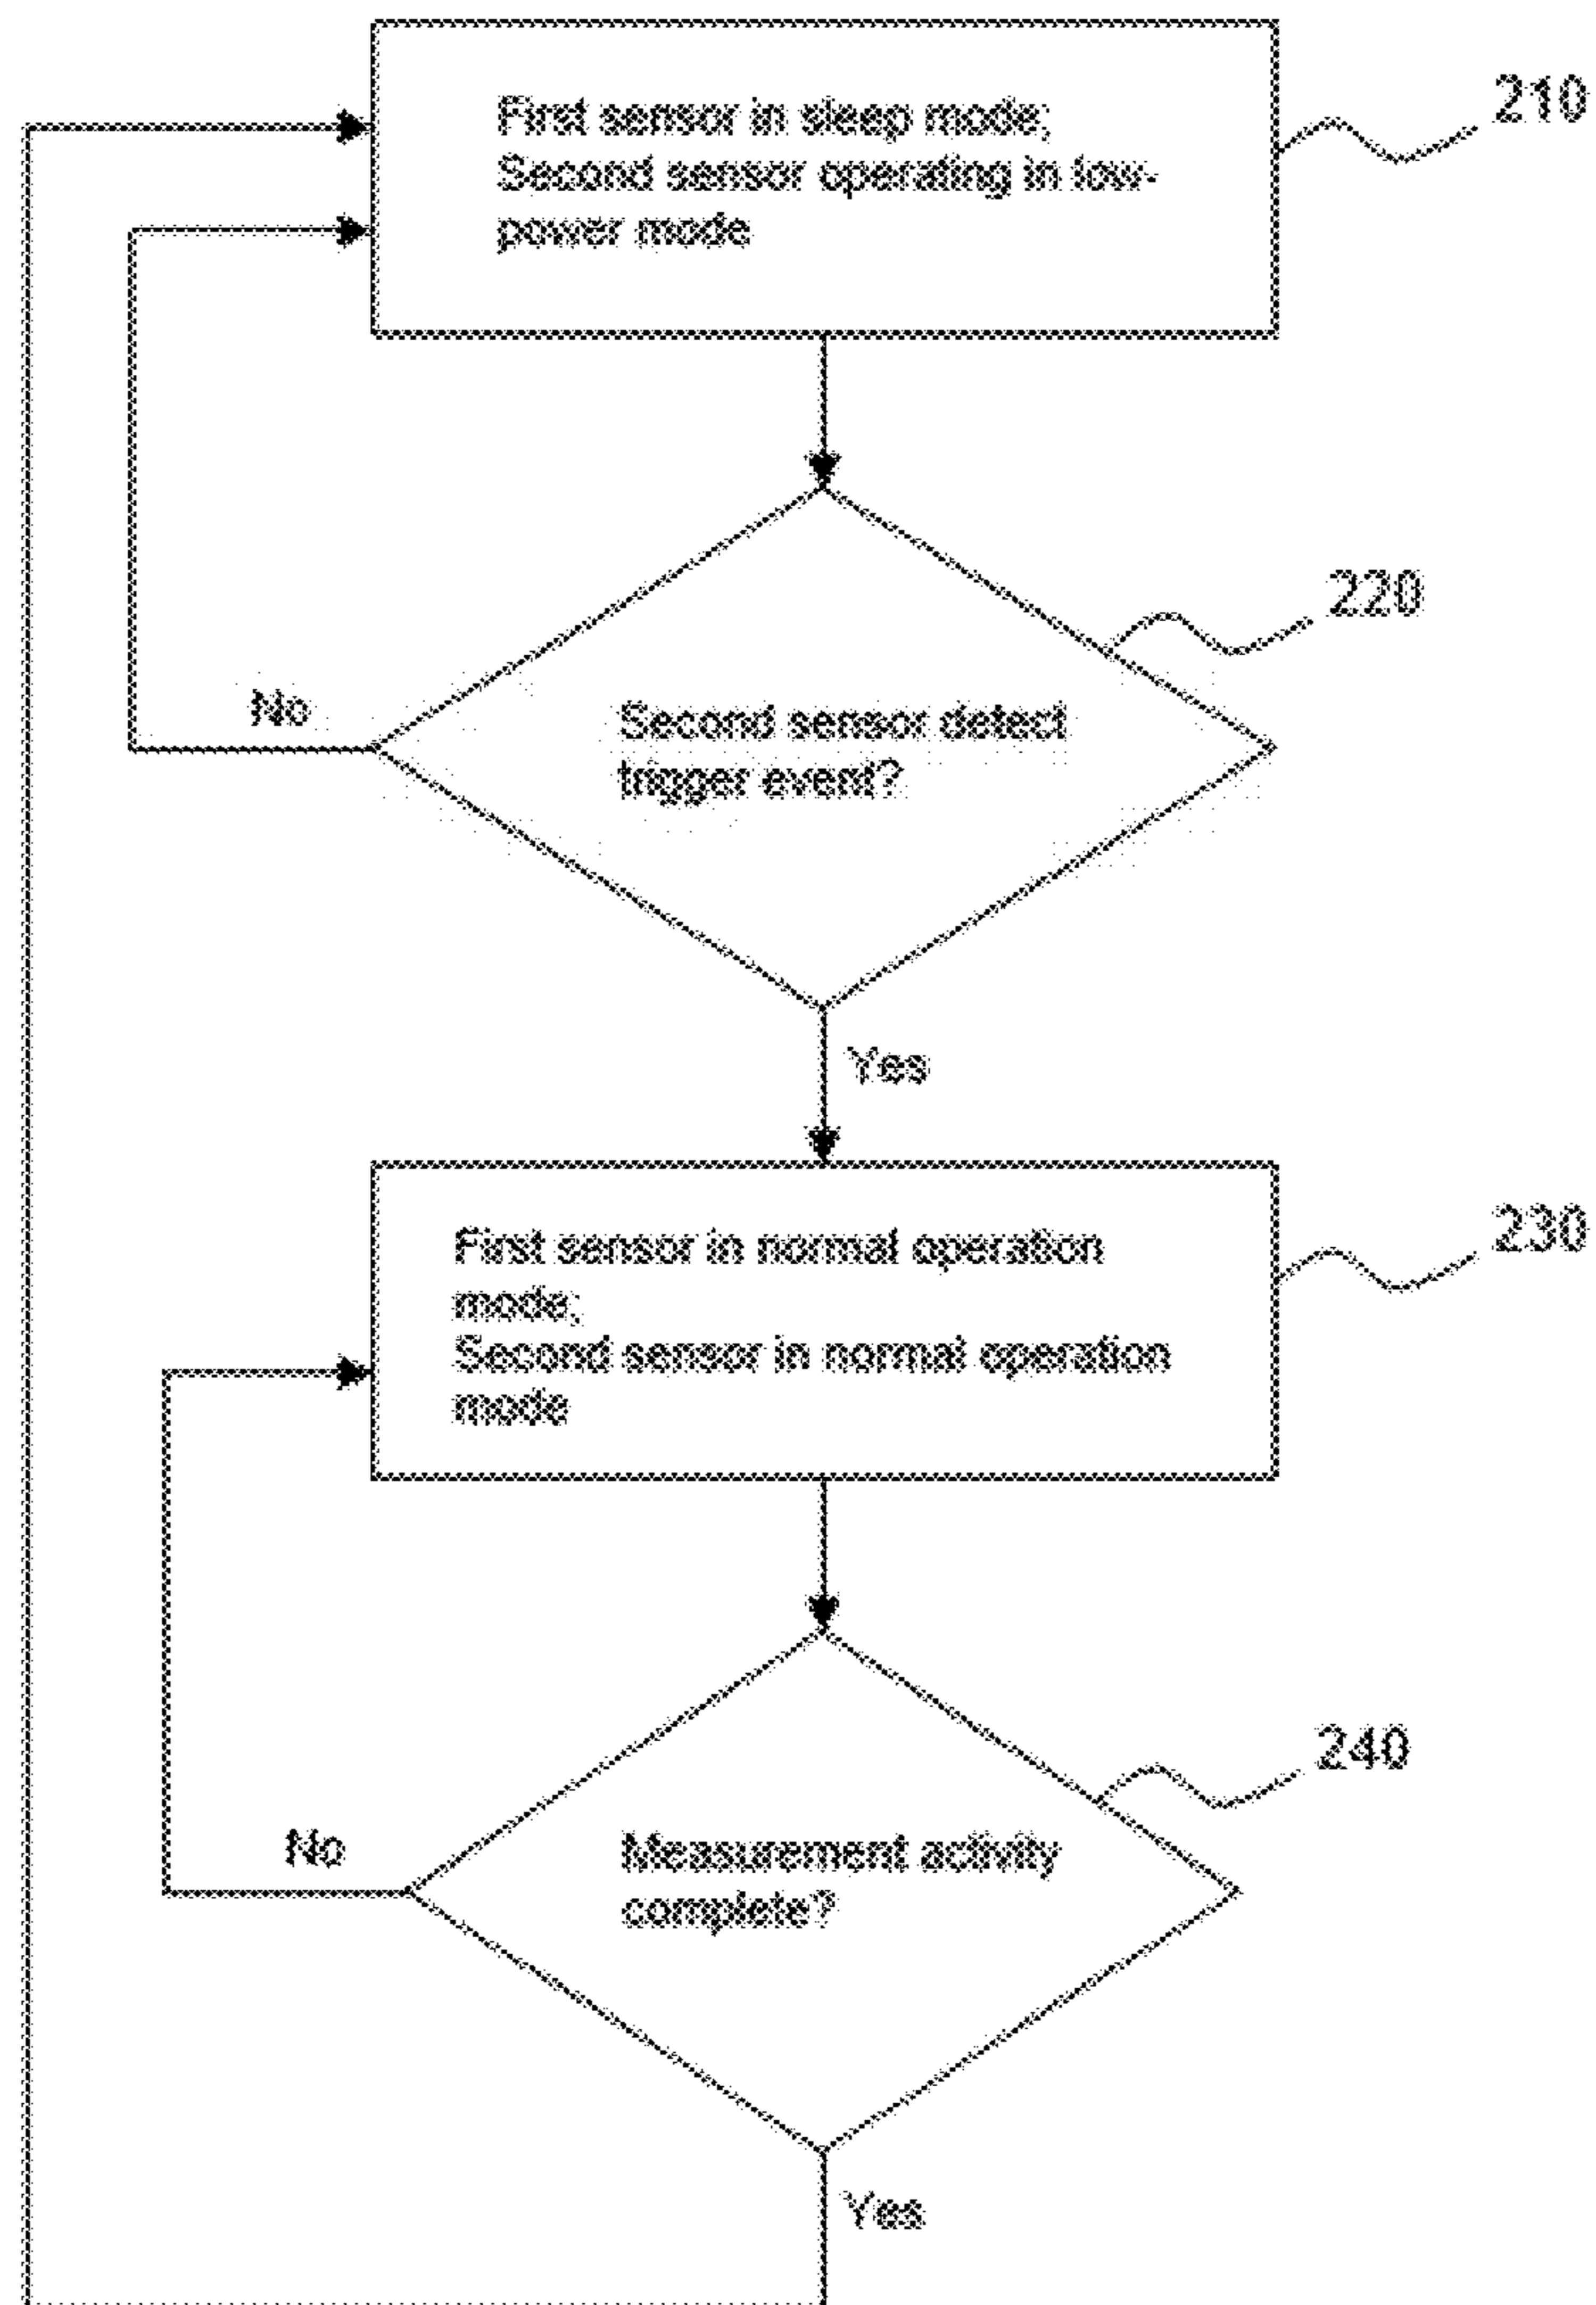 First sensor in sleep mode;
Second sensor operating in low-
power mode
210
220
No
Second sensor detect
trigger event?
Yes
First sensor in normal operation
mode;
Second sensor in normal operation
mode
230
240
No
Measurement activity
complete?
Yes